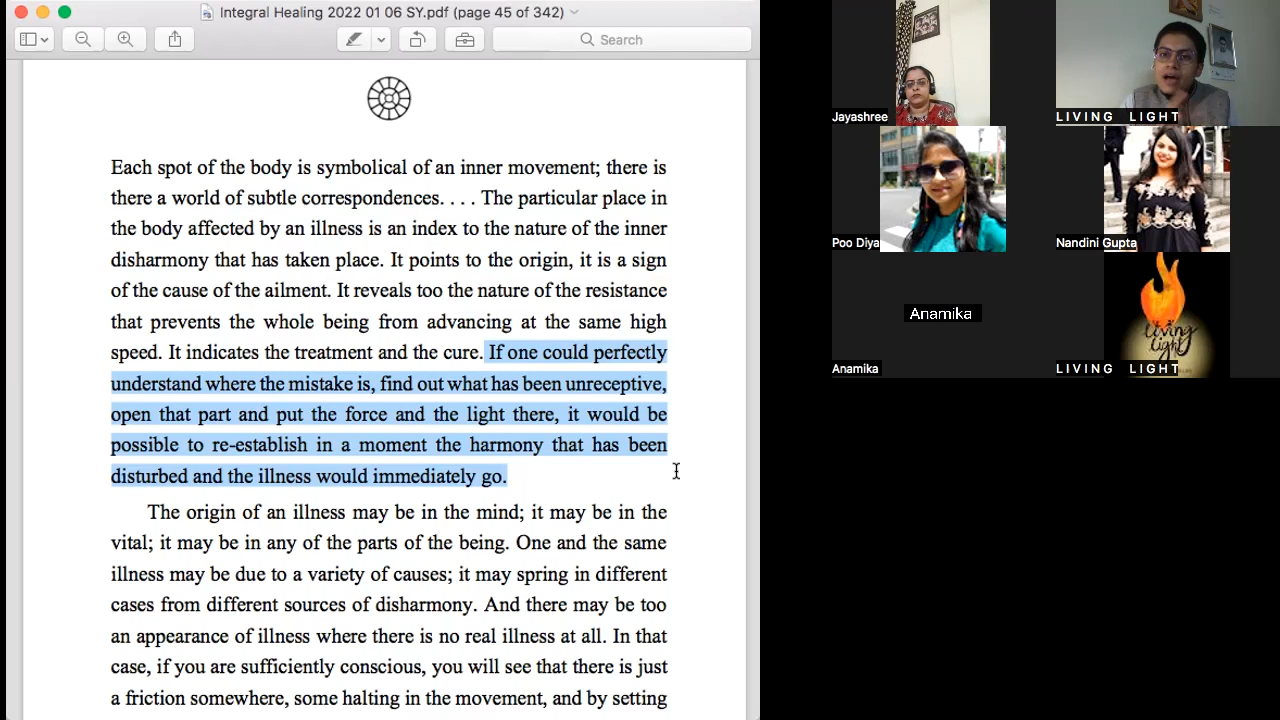 Integral Healing 2022 01 06 SY.pdf (page 45 of 342)
Search
Each spot of the body is symbolical of an inner movement; there is
there a world of subtle correspondences. . . . The particular place in
the body affected by an illness is an index to the nature of the inner
disharmony that has taken place. It points to the origin, it is a sign
of the cause of the ailment. It reveals too the nature of the resistance
that prevents the whole being from advancing at the same high
speed. It indicates the treatment and the cure. If one could perfectly
understand where the mistake is, find out what has been unreceptive,
open that part and put the force and the light there, it would be
possible to re-establish in a moment the harmony that has been
disturbed and the illness would immediately go.
The origin of an illness may be in the mind; it may be in the
vital; it may be in any of the parts of the being. One and the same
illness may be due to a variety of causes; it may spring in different
cases from different sources of disharmony. And there may be too
an appearance of illness where there is no real illness at all. In that
case, if you are sufficiently conscious, you will see that there is just
a friction somewhere, some halting in the movement, and by setting
Jayashree
LIVING LIGHT
Poo Diya
Nandini Gupta
Anamika
Anamika
living
light
LIVING LIGHT